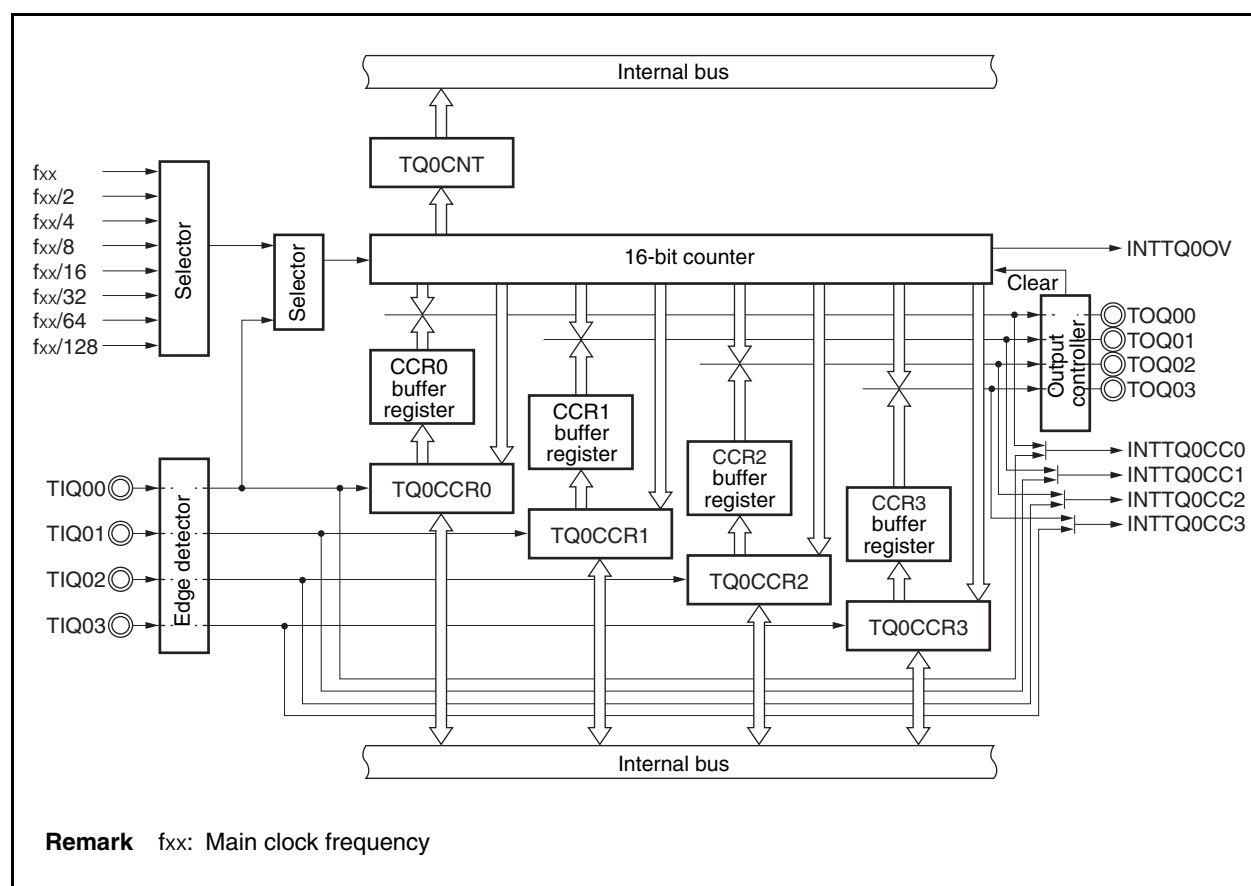 Internal bus
TQ0CNT
fxx
fxx/2
fxx/4
fxx/8
fxx/16
fxx/32
fxx/64
fxx/128
Selector
Selector
16-bit counter
INTTQ0OV
Clear
Output
controller
TOQ00
TOQ01
TOQ02
TOQ03
CCR0
buffer
register
CCR1
buffer
register
CCR2
buffer
register
CCR3
buffer
register
INTTQ0CC0
INTTQ0CC1
INTTQ0CC2
INTTQ0CC3
TIQ00
TIQ01
TIQ02
TIQ03
Edge detector
TQ0CCR0
TQ0CCR1
TQ0CCR2
TQ0CCR3
Internal bus
Remark fxx: Main clock frequency